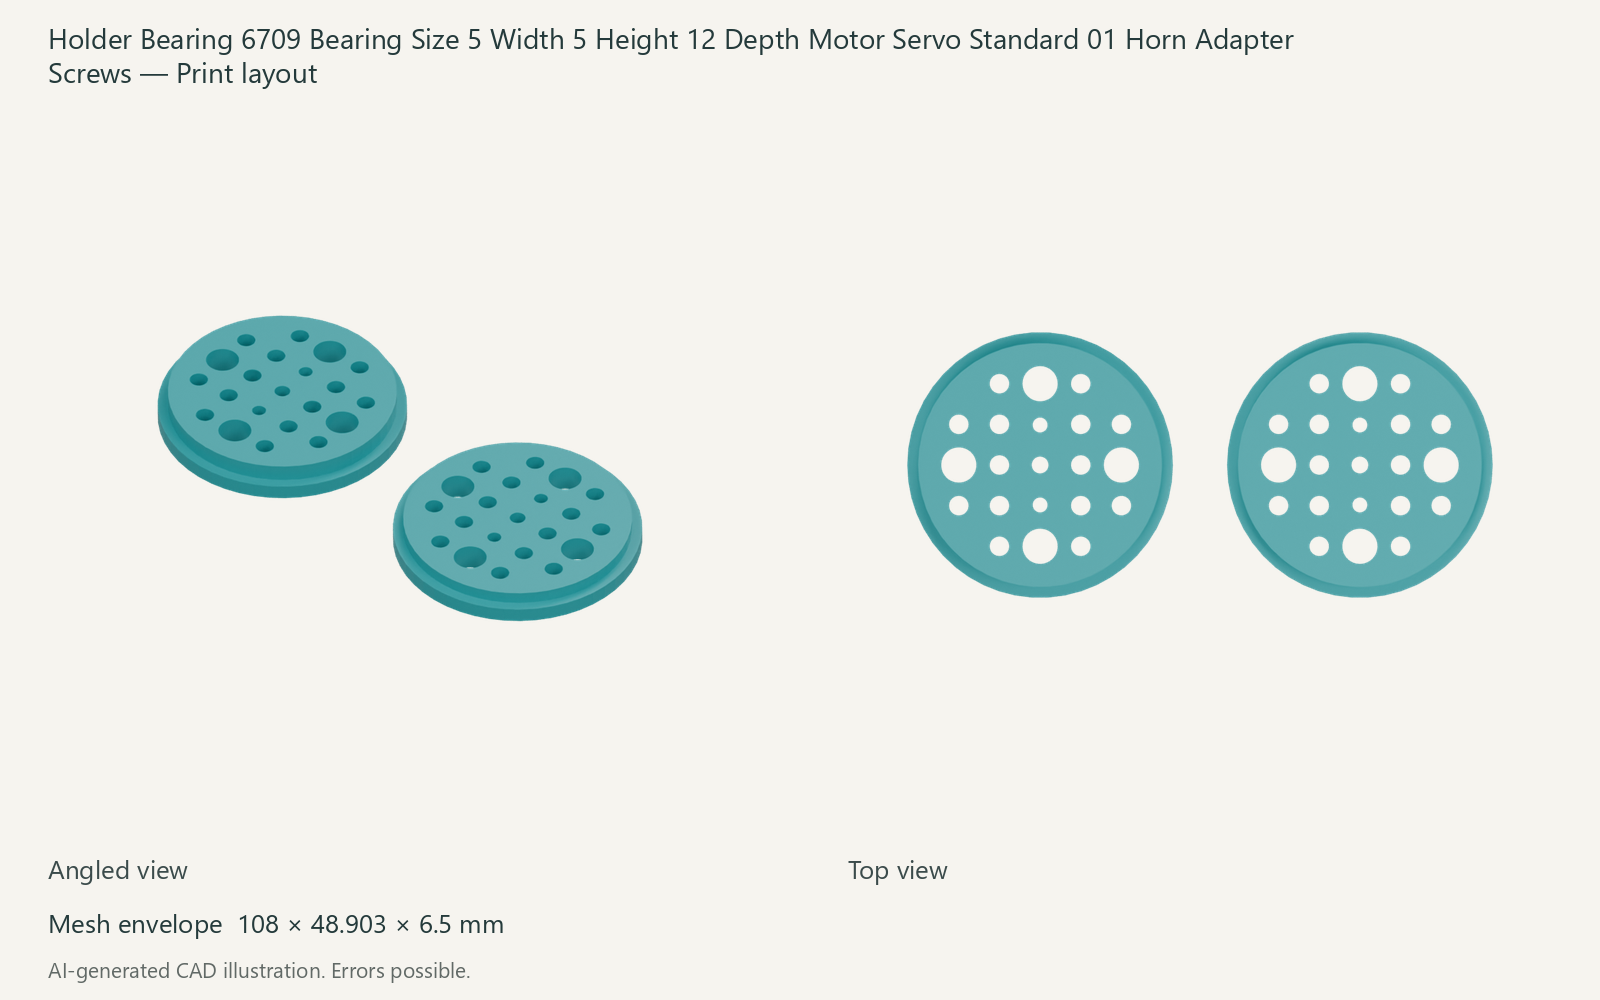 Holder Bearing 6709 Bearing Size 5 Width 5 Height 12 Depth Motor Servo Standard 01 Horn Adapter
Screws — Print layout
Angled view
Top view
Mesh envelope 108 × 48.903 × 6.5 mm
AI-generated CAD illustration. Errors possible.